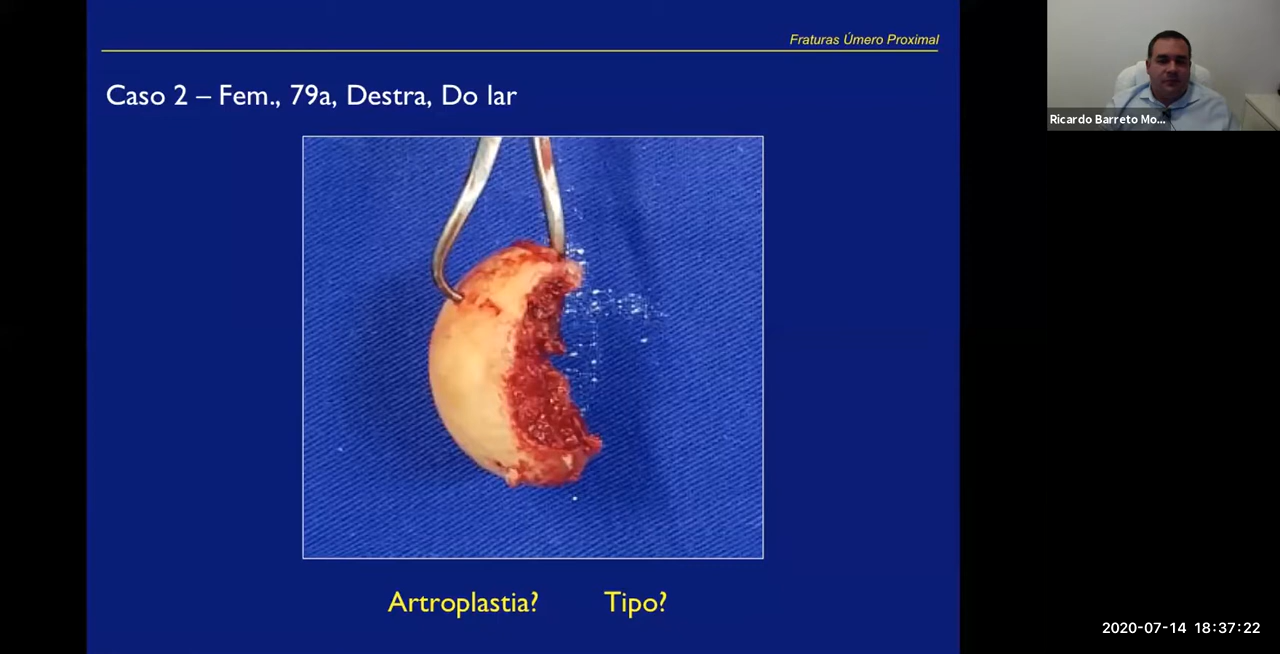 Fraturas Úmero Proximal
Caso 2 – Fem., 79a, Destra, Do lar
Ricardo Barreto Mo...
Artroplastia? Tipo?
2020-07-14 18:37:22